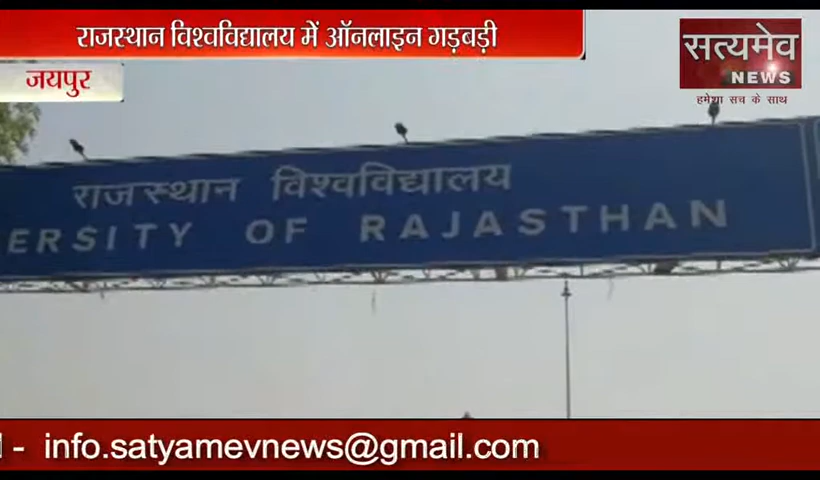 राजस्थान विश्वविद्यालय में ऑनलाइन गड़बड़ी
सत्यमेव
NEWS
हमेशा सच के साथ
जयपुर
राजस्थान विश्वविद्यालय
ERSITY OF RAJASTHAN
- info.satyamevnews@gmail.com